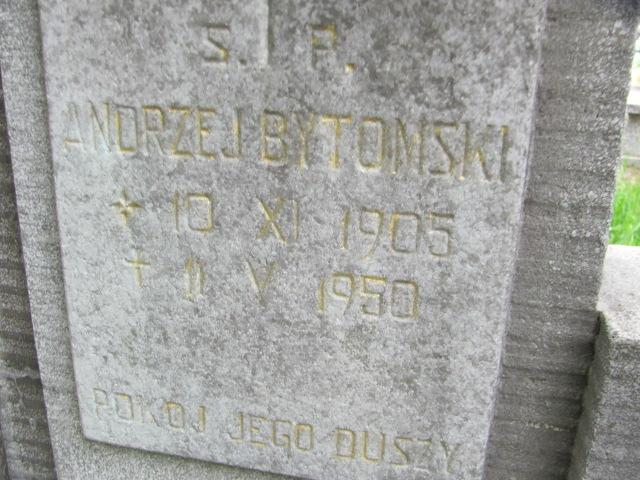 S. P.
ANDRZEJ BYTOMSKI
10 XI 1905
† 11 V 1950
POKOJ JEGO DUSZY